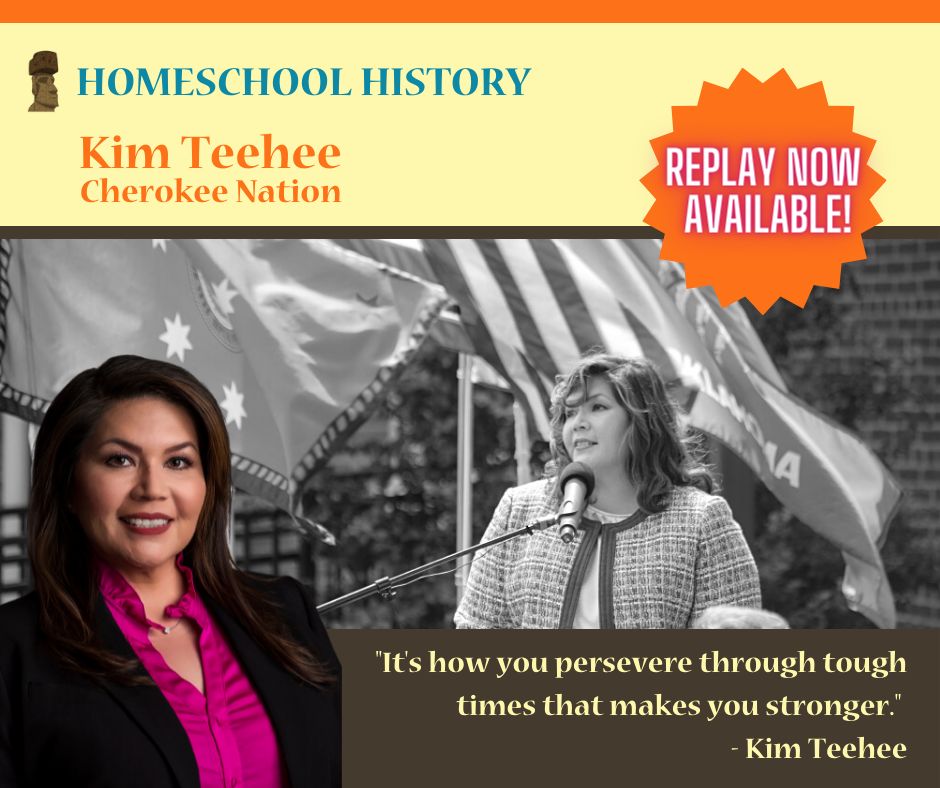 HOMESCHOOL HISTORY
Kim Teehee
Cherokee Nation
REPLAY NOW
AVAILABLE!
"It's how you persevere through tough
times that makes you stronger."
- Kim Teehee